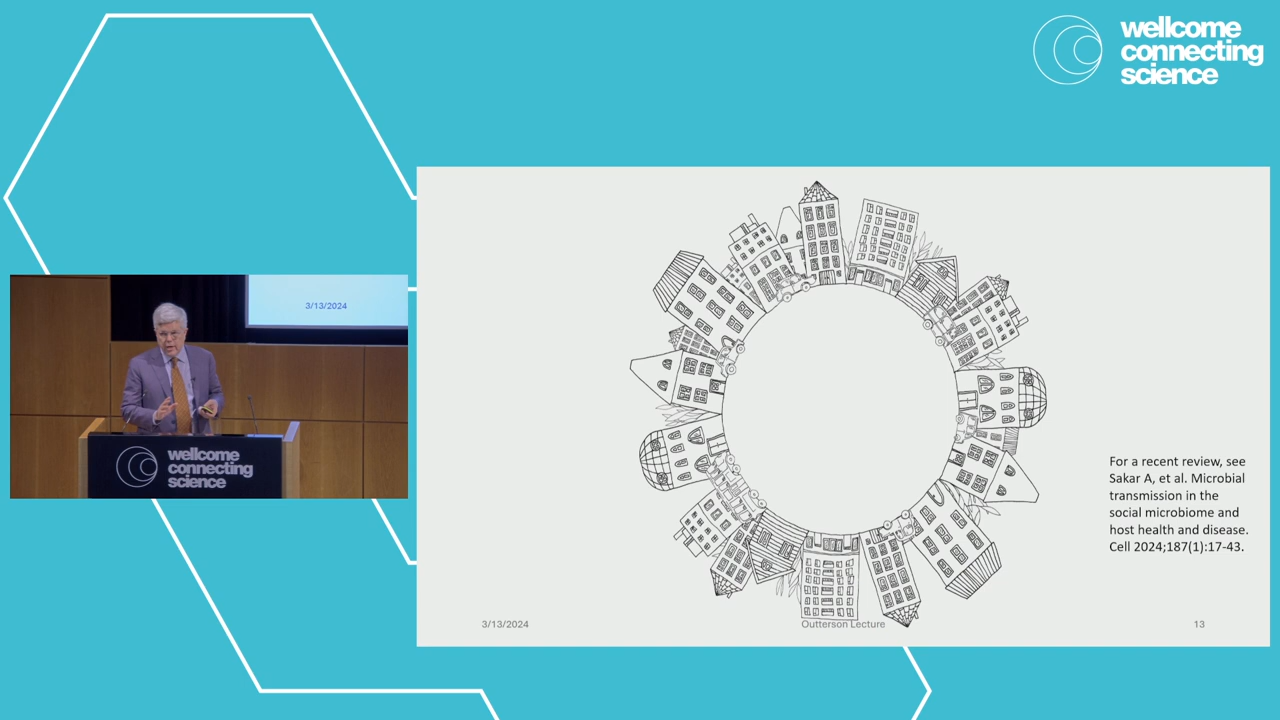 wellcome
connecting
science
3/13/2024
wellcome
connecting
science
For a recent review, see
Sakar A, et al. Microbial
transmission in the
social microbiome and
host health and disease.
Cell 2024;187(1):17-43.
3/13/2024
Outterson Lecture
13